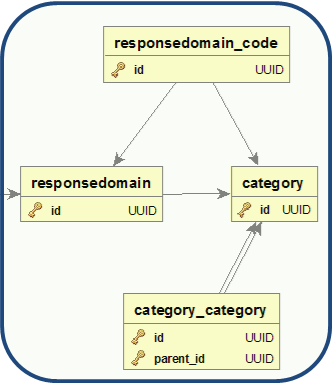 responsedomain_code
id UUID
responsedomain
id UUID
category
id UUID
category_category
id UUID
parent_id UUID